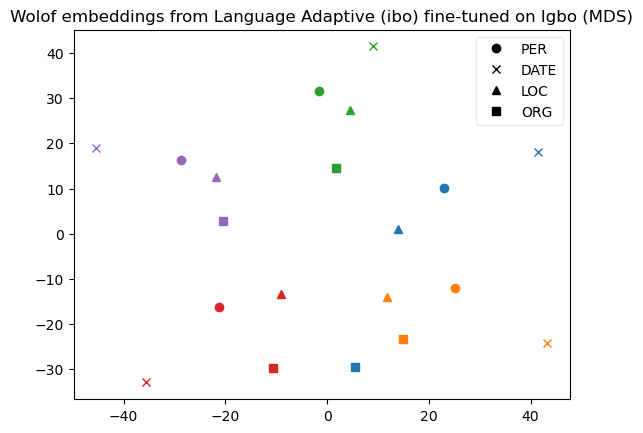 Wolof embeddings from Language Adaptive (ibo) fine-tuned on Igbo (MDS)
PER
DATE
LOC
ORG
40
30
20
10
0
−10
−20
−30
−40 −20 0 20 40